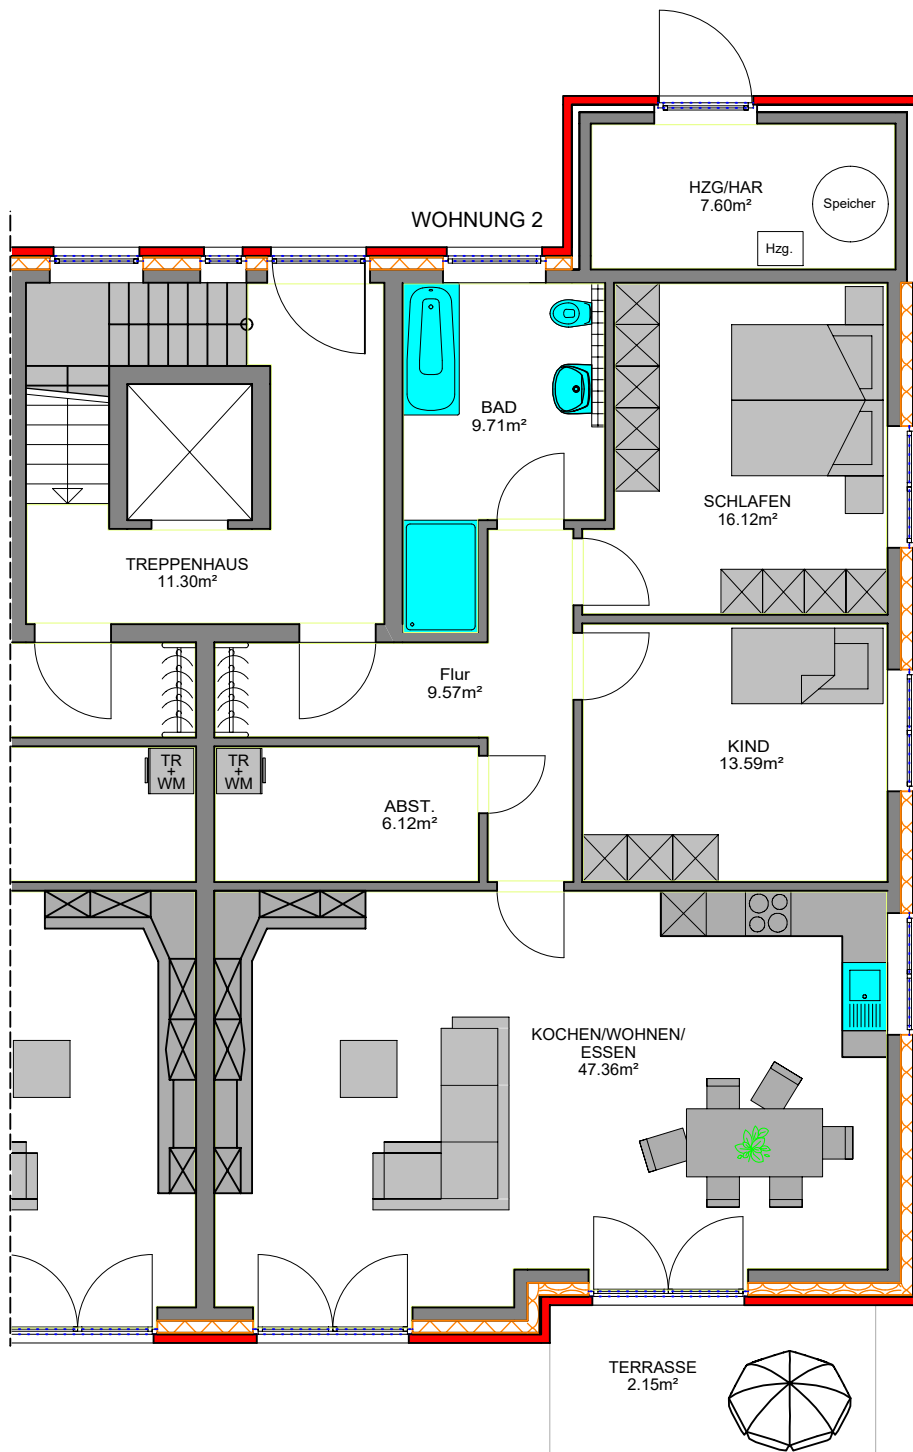 HZG/HAR
7.60m²
Speicher
Hzg.
WOHNUNG 2
BAD
9.71m²
SCHLAFEN
16.12m²
TREPPENHAUS
11.30m²
Flur
9.57m²
KIND
13.59m²
TR
+
WM
TR
+
WM
ABST.
6.12m²
KOCHEN/WOHNEN/
ESSEN
47.36m²
TERRASSE
2.15m²